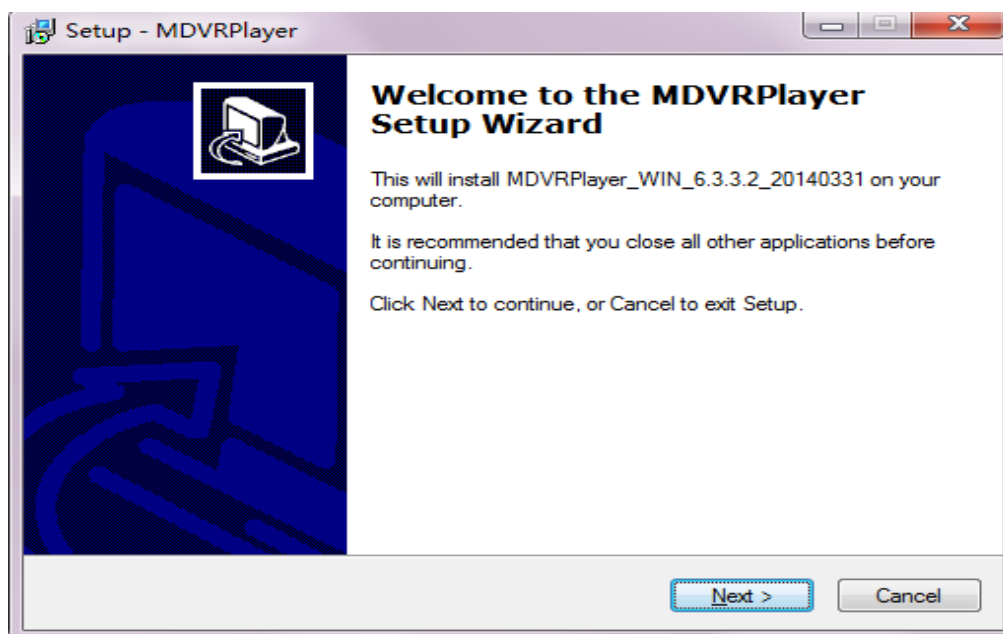 Setup - MDVRPlayer
Welcome to the MDVRPlayer
Setup Wizard
This will install MDVRPlayer_WIN_6.3.3.2_20140331 on your
computer.
It is recommended that you close all other applications before
continuing.
Click Next to continue, or Cancel to exit Setup.
Next >
Cancel